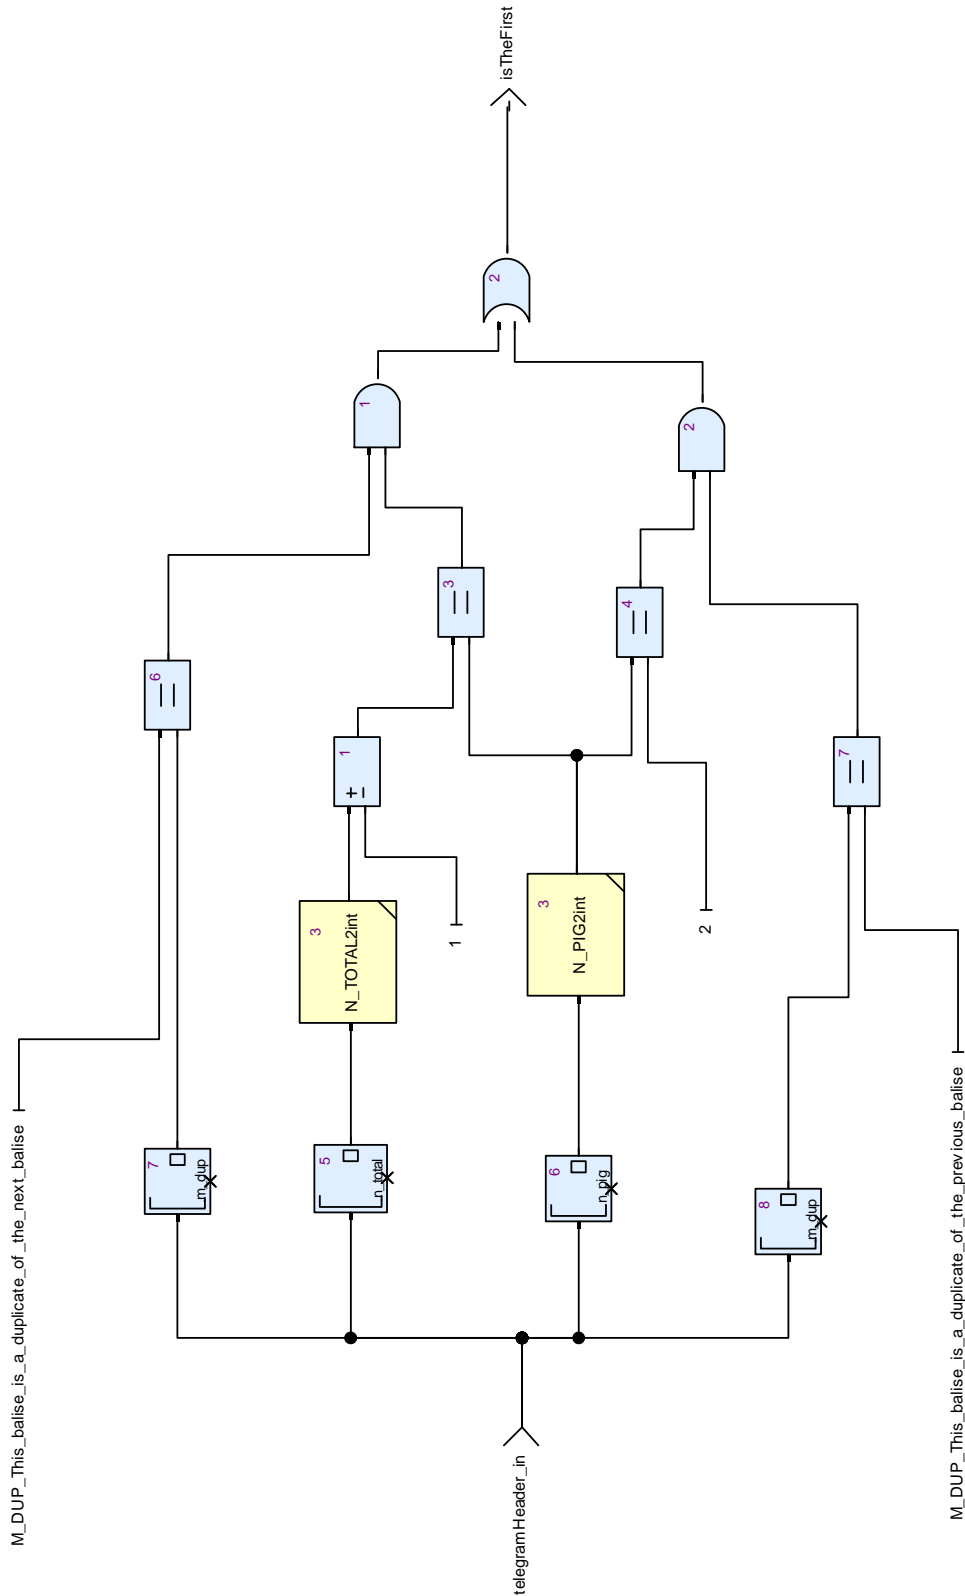 isTheFirst
2
1
2
3
4
6
1
7
3
N_TOTAL2int
3
N_PIG2int
1
2
M_DUP_This_balise_is_a_duplicate_of_the_next_balise
7
m_dup
5
n_total
6
n_pig
8
m_dup
M_DUP_This_balise_is_a_duplicate_of_the_previous_balise
telegramHeader_in